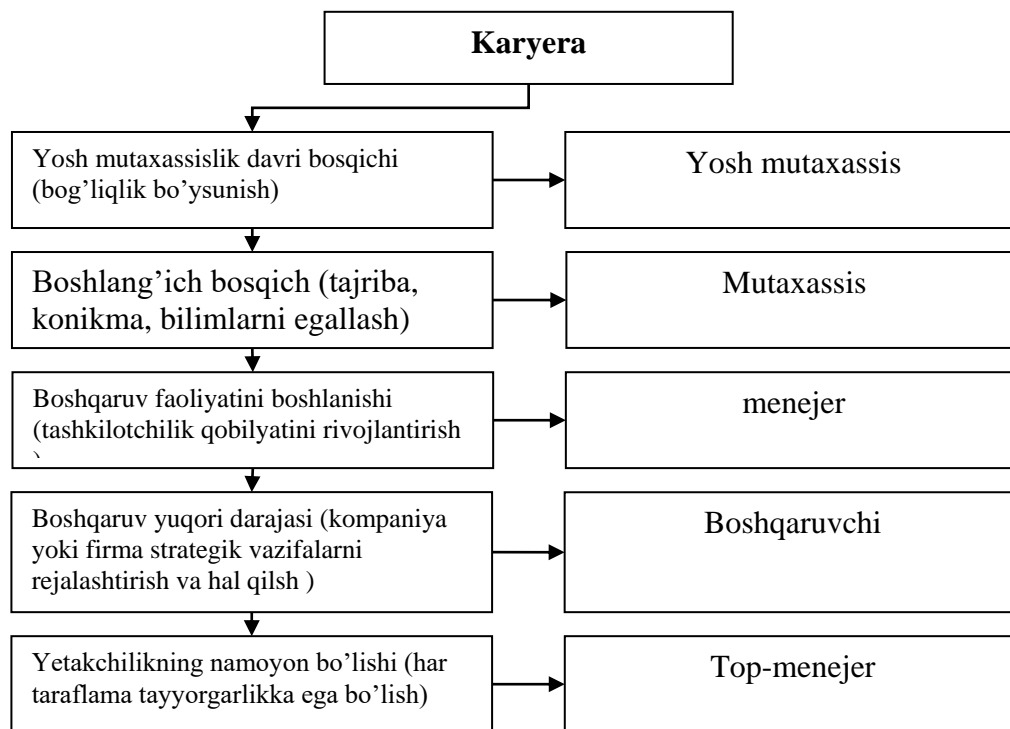 Karyera
Yosh mutaxassislik davri bosqichi
(bog’liqlik bo’ysunish)
Yosh mutaxassis
Boshlang’ich bosqich (tajriba,
konikma, bilimlarni egallash)
Mutaxassis
Boshqaruv faoliyatini boshlanishi
(tashkilotchilik qobilyatini rivojlantirish
)
menejer
Boshqaruv yuqori darajasi (kompaniya
yoki firma strategik vazifalarni
rejalashtirish va hal qilsh )
Boshqaruvchi
Yetakchilikning namoyon bo’lishi (har
taraflama tayyorgarlikka ega bo’lish)
Top-menejer